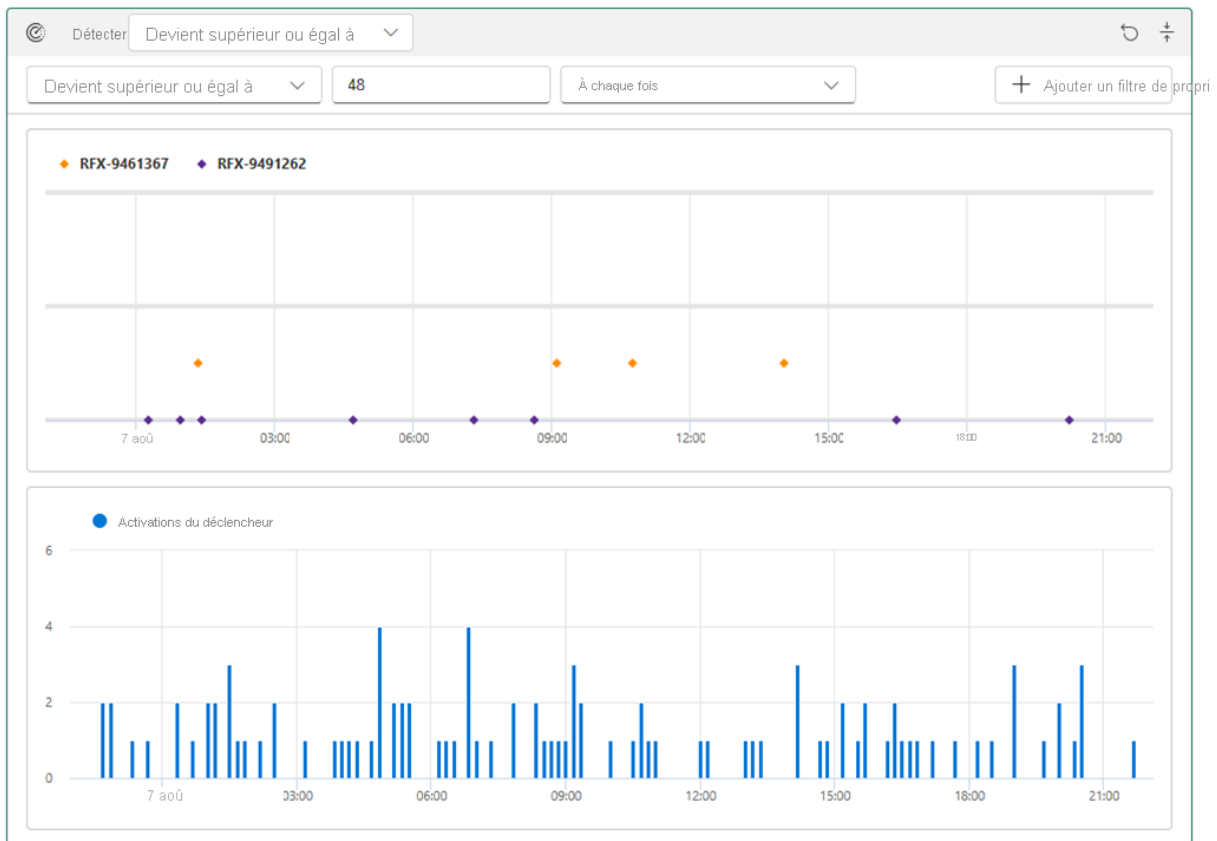 Détecter Devient supérieur ou égal à
Devient supérieur ou égal à 48 À chaque fois Ajouter un filtre de propri
RFX-9461367 RFX-9491262
7 aoû 03:00 06:00 09:00 12:00 15:00 18:00 21:00
Activations du déclencheur
6
4
2
0
7 aoû 03:00 06:00 09:00 12:00 15:00 18:00 21:00